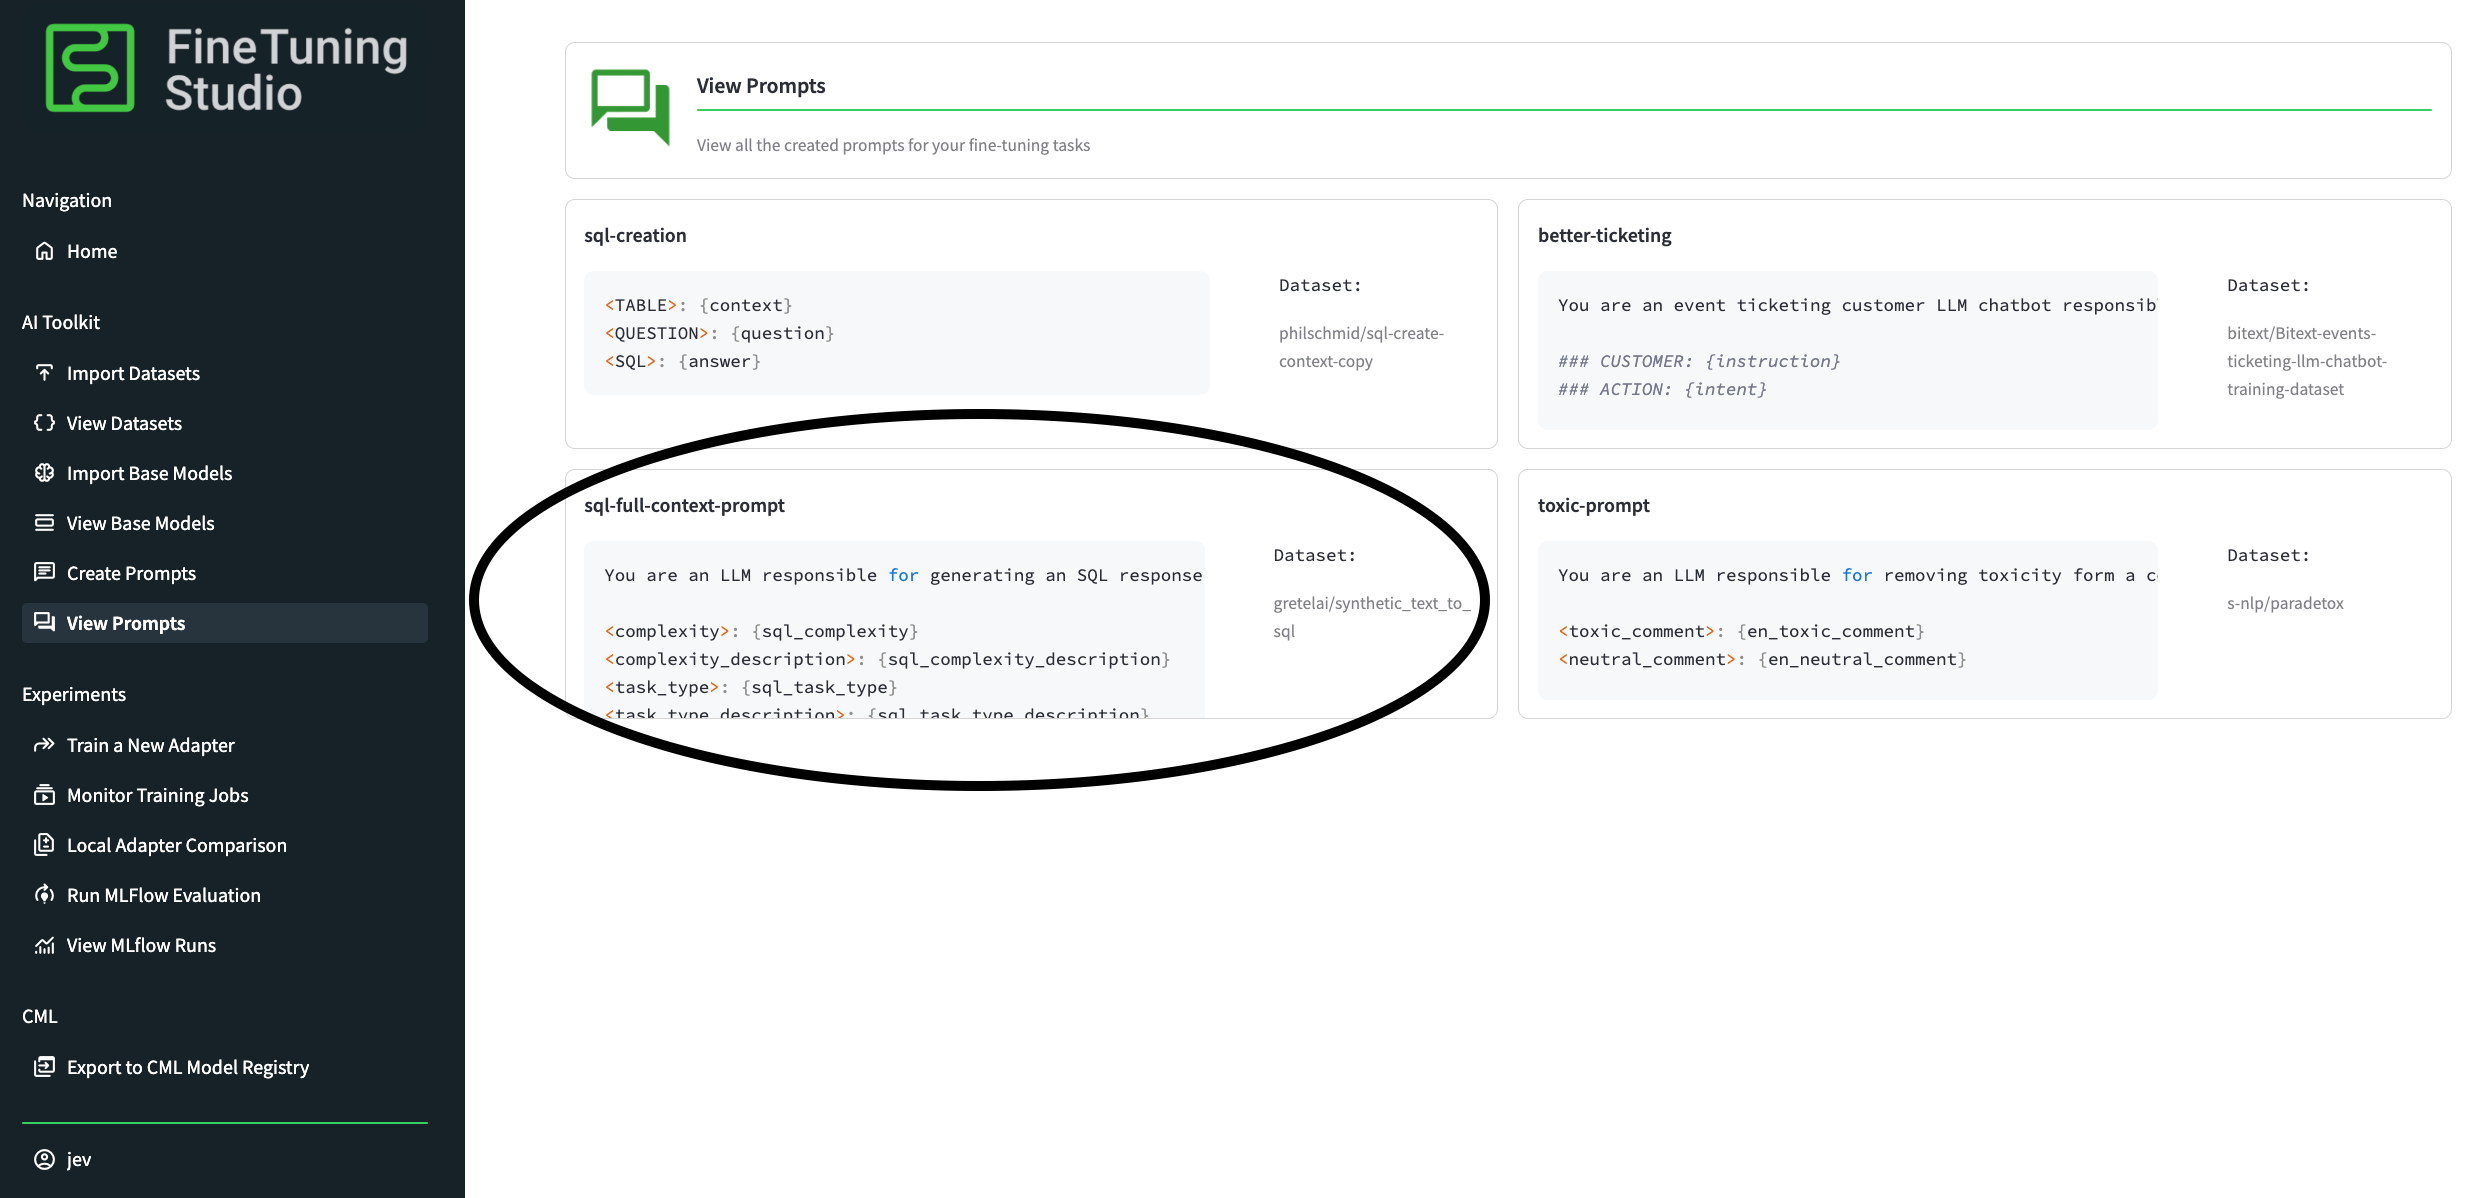 FineTuning
Studio
Navigation
Home
AI Toolkit
Import Datasets
View Datasets
Import Base Models
View Base Models
Create Prompts
View Prompts
Experiments
Train a New Adapter
Monitor Training Jobs
Local Adapter Comparison
Run MLFlow Evaluation
View MLflow Runs
CML
Export to CML Model Registry
jev
View Prompts
View all the created prompts for your fine-tuning tasks
sql-creation
<TABLE>: {context}
<QUESTION>: {question}
<SQL>: {answer}
Dataset:
philschmid/sql-create-
context-copy
better-ticketing
You are an event ticketing customer LLM chatbot responsib
### CUSTOMER: {instruction}
### ACTION: {intent}
Dataset:
bitext/Bitext-events-
ticketing-llm-chatbot-
training-dataset
sql-full-context-prompt
You are an LLM responsible for generating an SQL response
<complexity>: {sql_complexity}
<complexity_description>: {sql_complexity_description}
<task_type>: {sql_task_type}
<task_type_description>: {sql_task_type_description}
Dataset:
gretelai/synthetic_text_to_
sql
toxic-prompt
You are an LLM responsible for removing toxicity form a c
<toxic_comment>: {en_toxic_comment}
<neutral_comment>: {en_neutral_comment}
Dataset:
s-nlp/paradetox